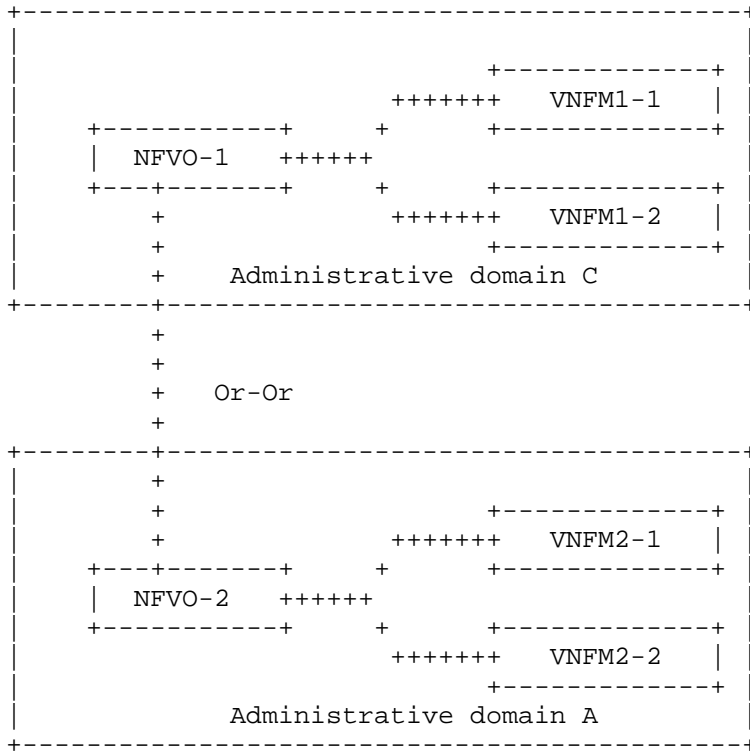 VNFM1-1
NFVO-1
VNFM1-2
Administrative domain C
Or-Or
VNFM2-1
NFVO-2
VNFM2-2
Administrative domain A